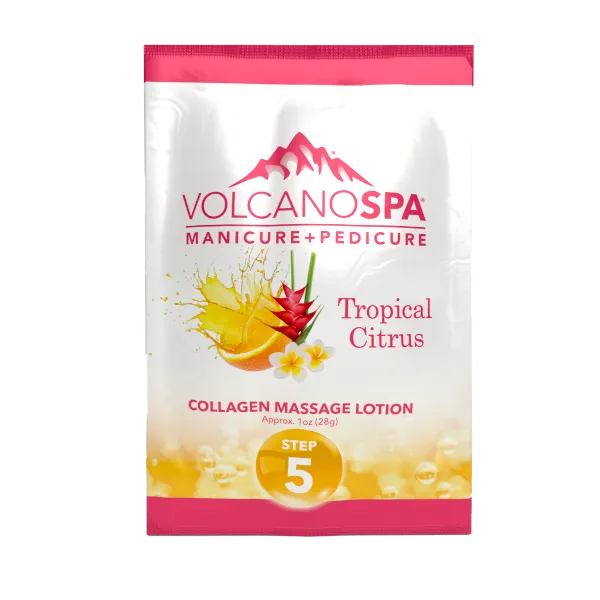 VOLCANOSPA®
MANICURE+PEDICURE
Tropical
Citrus
COLLAGEN MASSAGE LOTION
Approx. 1oz (28g)
STEP
5